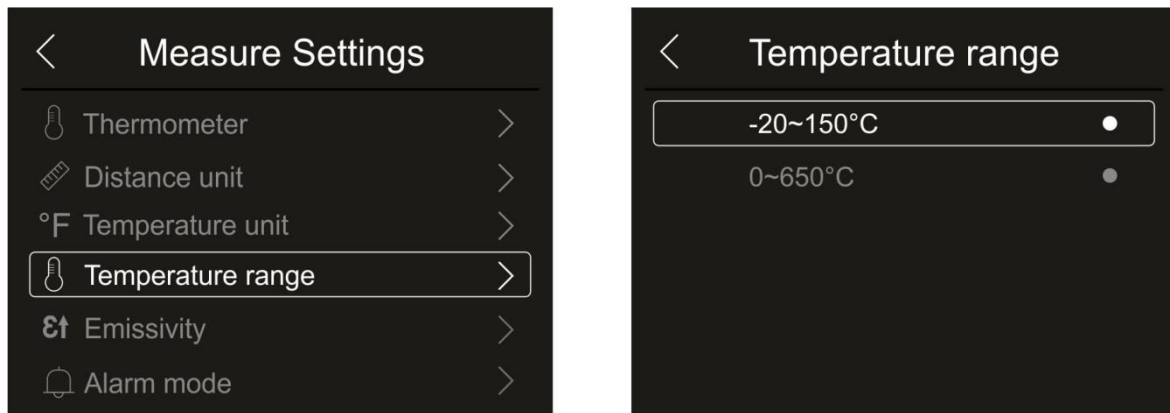 Measure Settings
Thermometer
Distance unit
°F Temperature unit
Temperature range
Ɛ↑ Emissivity
Alarm mode
Temperature range
-20~150°C
0~650°C